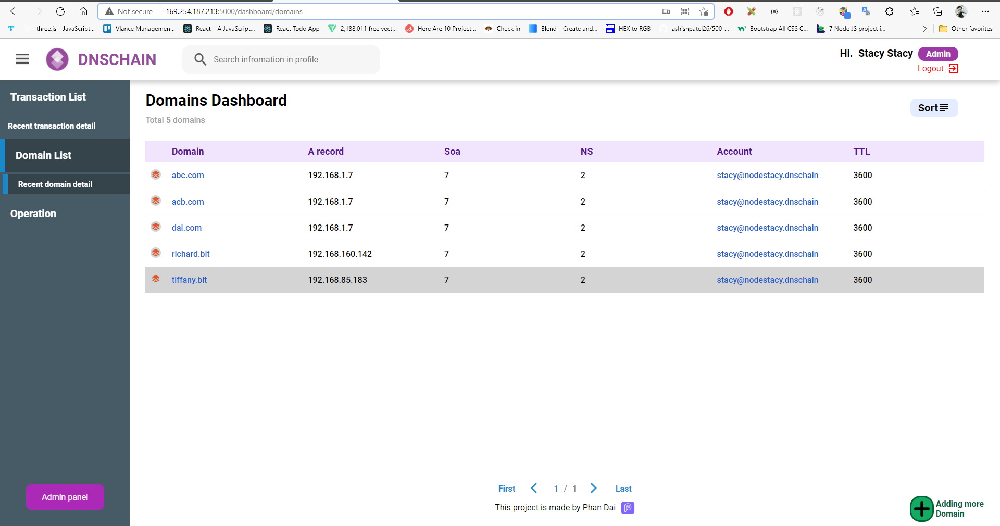 Not secure 169.254.187.213:5000/dashboard/domains
three.js – JavaScript... Vlance Managemen... React – A JavaScript... React Todo App 2,188,011 free vect... Here Are 10 Project... Check in Blend—Create and... HEX to RGB ashishpatel26/500-... Bootstrap All CSS C... 7 Node JS project i... Other favorites
DNSCHAIN
Search infromation in profile
Hi. Stacy Stacy Admin
Logout
Transaction List
Recent transaction detail
Domain List
Recent domain detail
Operation
Admin panel
Domains Dashboard
Total 5 domains
Sort
Domain A record Soa NS Account TTL
abc.com 192.168.1.7 7 2 stacy@nodestacy.dnschain 3600
acb.com 192.168.1.7 7 2 stacy@nodestacy.dnschain 3600
dai.com 192.168.1.7 7 2 stacy@nodestacy.dnschain 3600
richard.bit 192.168.160.142 7 2 stacy@nodestacy.dnschain 3600
tiffany.bit 192.168.85.183 7 2 stacy@nodestacy.dnschain 3600
First 1 / 1 Last
This project is made by Phan Dai
Adding more
Domain